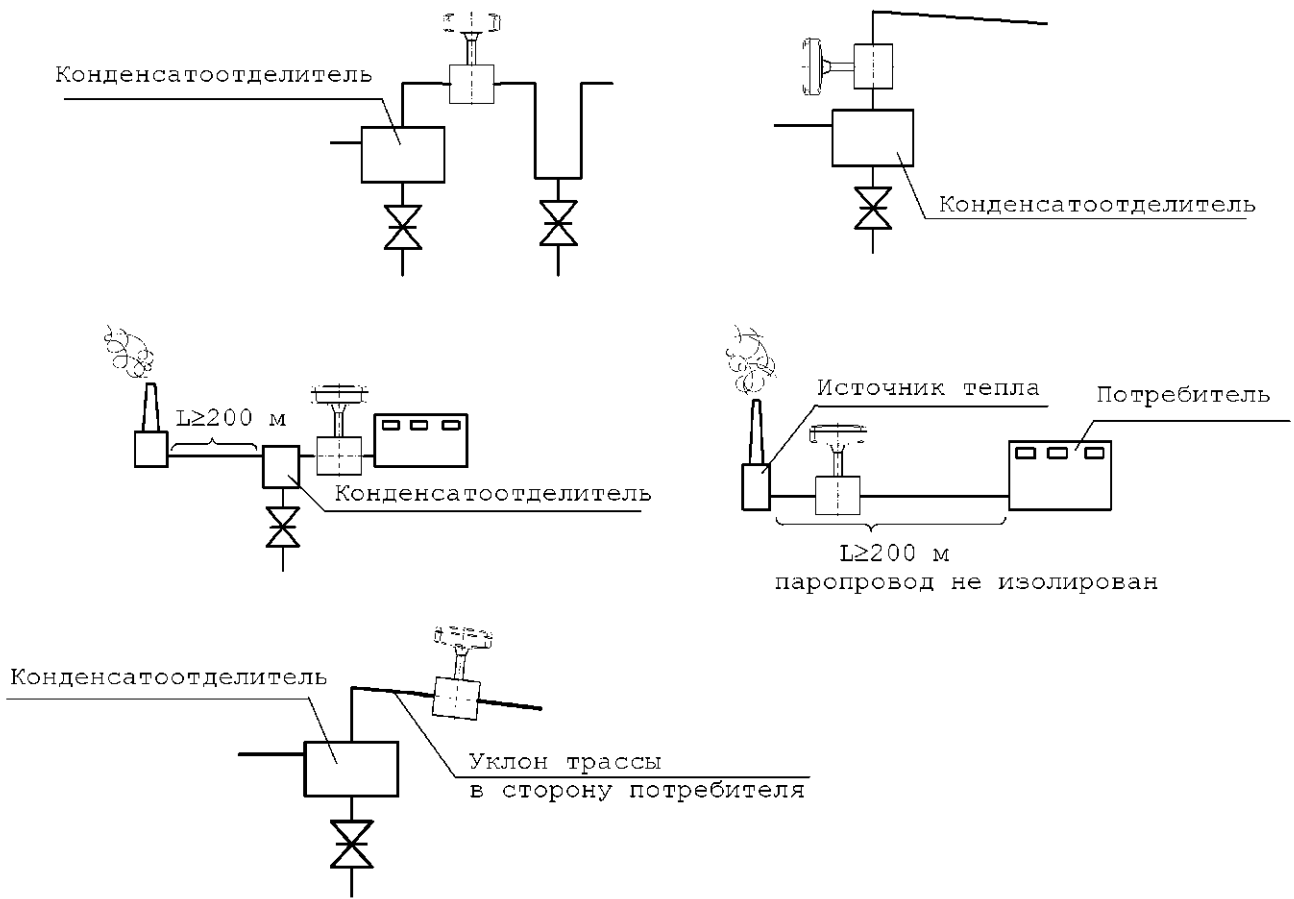 Конденсатоотделитель
Конденсатоотделитель
L≥200 м
Конденсатоотделитель
Источник тепла
Потребитель
L≥200 м
паропровод не изолирован
Конденсатоотделитель
Уклон трассы
в сторону потребителя